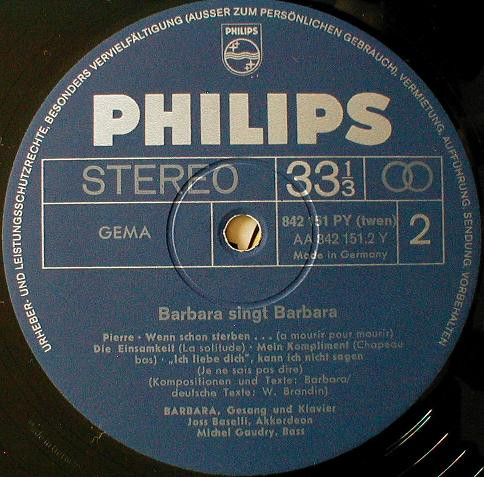 URHEBER- UND LEISTUNGSSCHUTZRECHTE, BESONDERS VERVIELFÄLTIGUNG (AUSSER ZUM PERSÖNLICHEN GEBRAUCH), VERMIETUNG, AUFFÜHRUNG, SENDUNG, VORBEHALTEN
PHILIPS
PHILIPS
STEREO
33 1/3
GEMA
842 151 PY (twen)
AA 842 151.2 Y
Made in Germany
2
Barbara singt Barbara
Pierre · Wenn schon sterben . . . (a mourir pour mourir)
Die Einsamkeit (La solitude) · Mein Kompliment (Chapeau
bas) · „Ich liebe dich", kann ich nicht sagen
(Je ne sais pas dire)
(Kompositionen und Texte: Barbara/
deutsche Texte: W. Brandin)
BARBARA, Gesang und Klavier
Joss Baselli, Akkordeon
Michel Gaudry, Bass